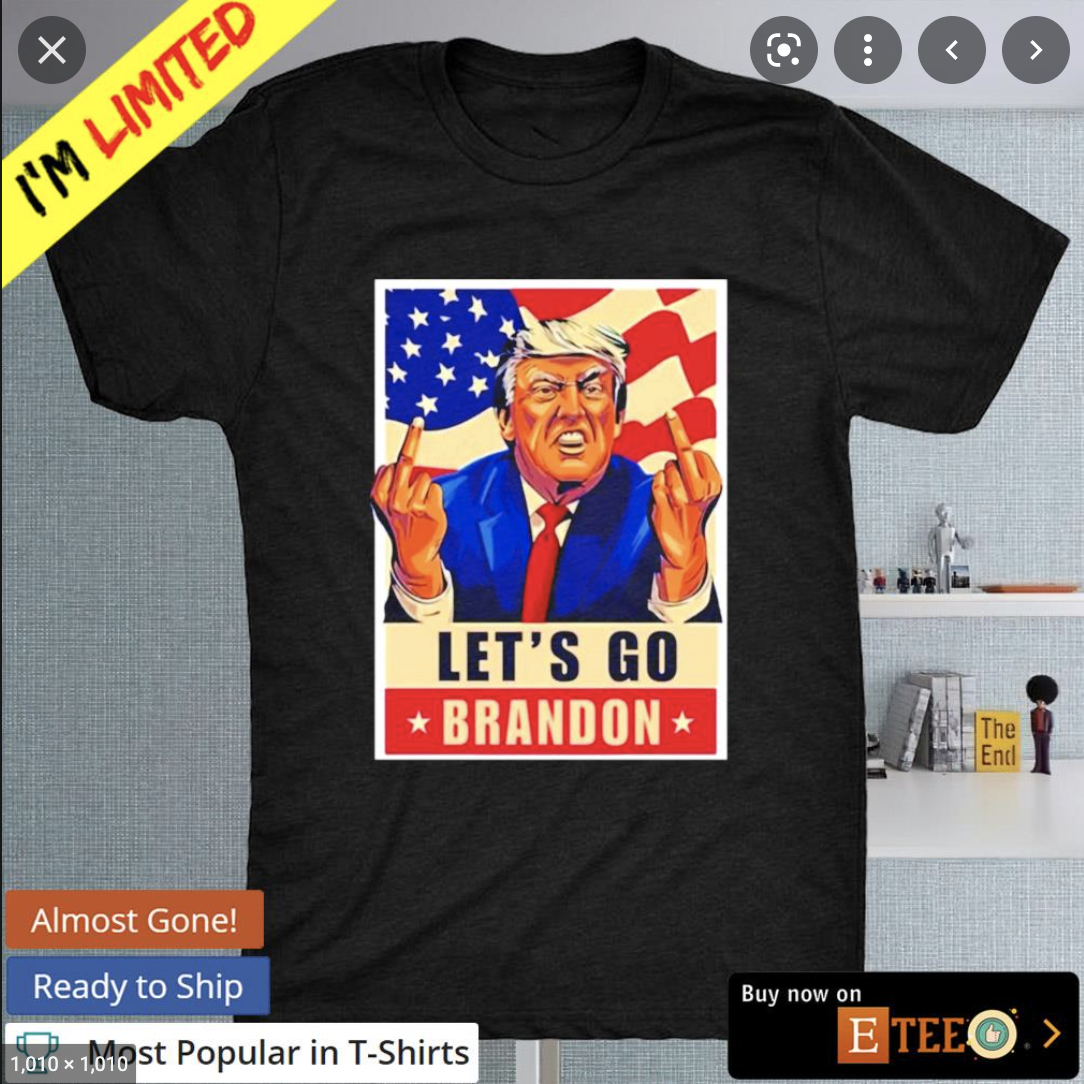 I'M LIMITED
LET'S GO
BRANDON
The
End
Almost Gone!
Ready to Ship
Most Popular in T-Shirts
1,010 × 1,010
Buy now on
ETEE